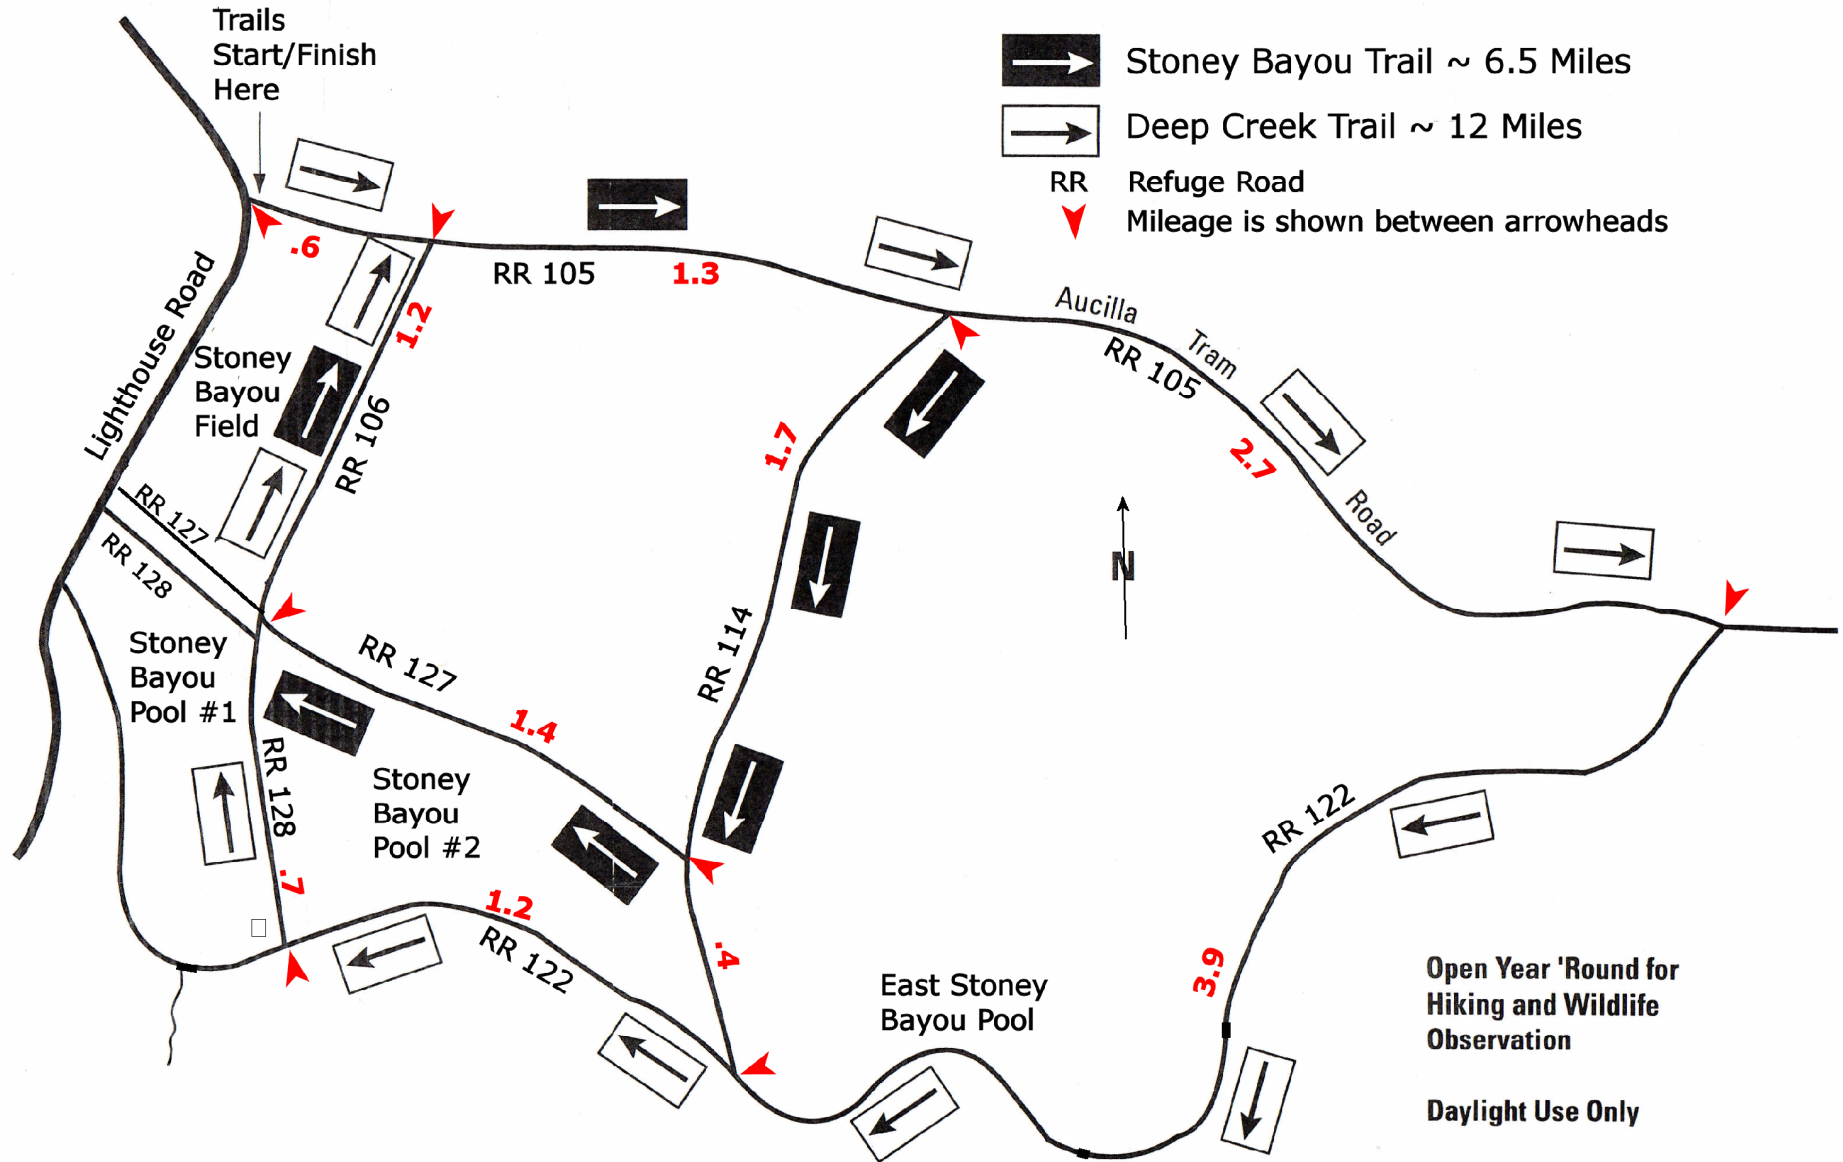 Trails
Start/Finish
Here
Stoney Bayou Trail ~ 6.5 Miles
Deep Creek Trail ~ 12 Miles
RR Refuge Road
Mileage is shown between arrowheads
.6
RR 105
1.3
Aucilla
Tram
Road
RR 105
2.7
Lighthouse Road
Stoney
Bayou
Field
1.2
RR 106
1.7
N
RR 127
RR 128
Stoney
Bayou
Pool #1
RR 127
1.4
RR 114
RR 128
.7
Stoney
Bayou
Pool #2
1.2
RR 122
.4
RR 122
3.9
East Stoney
Bayou Pool
Open Year 'Round for
Hiking and Wildlife
Observation
Daylight Use Only